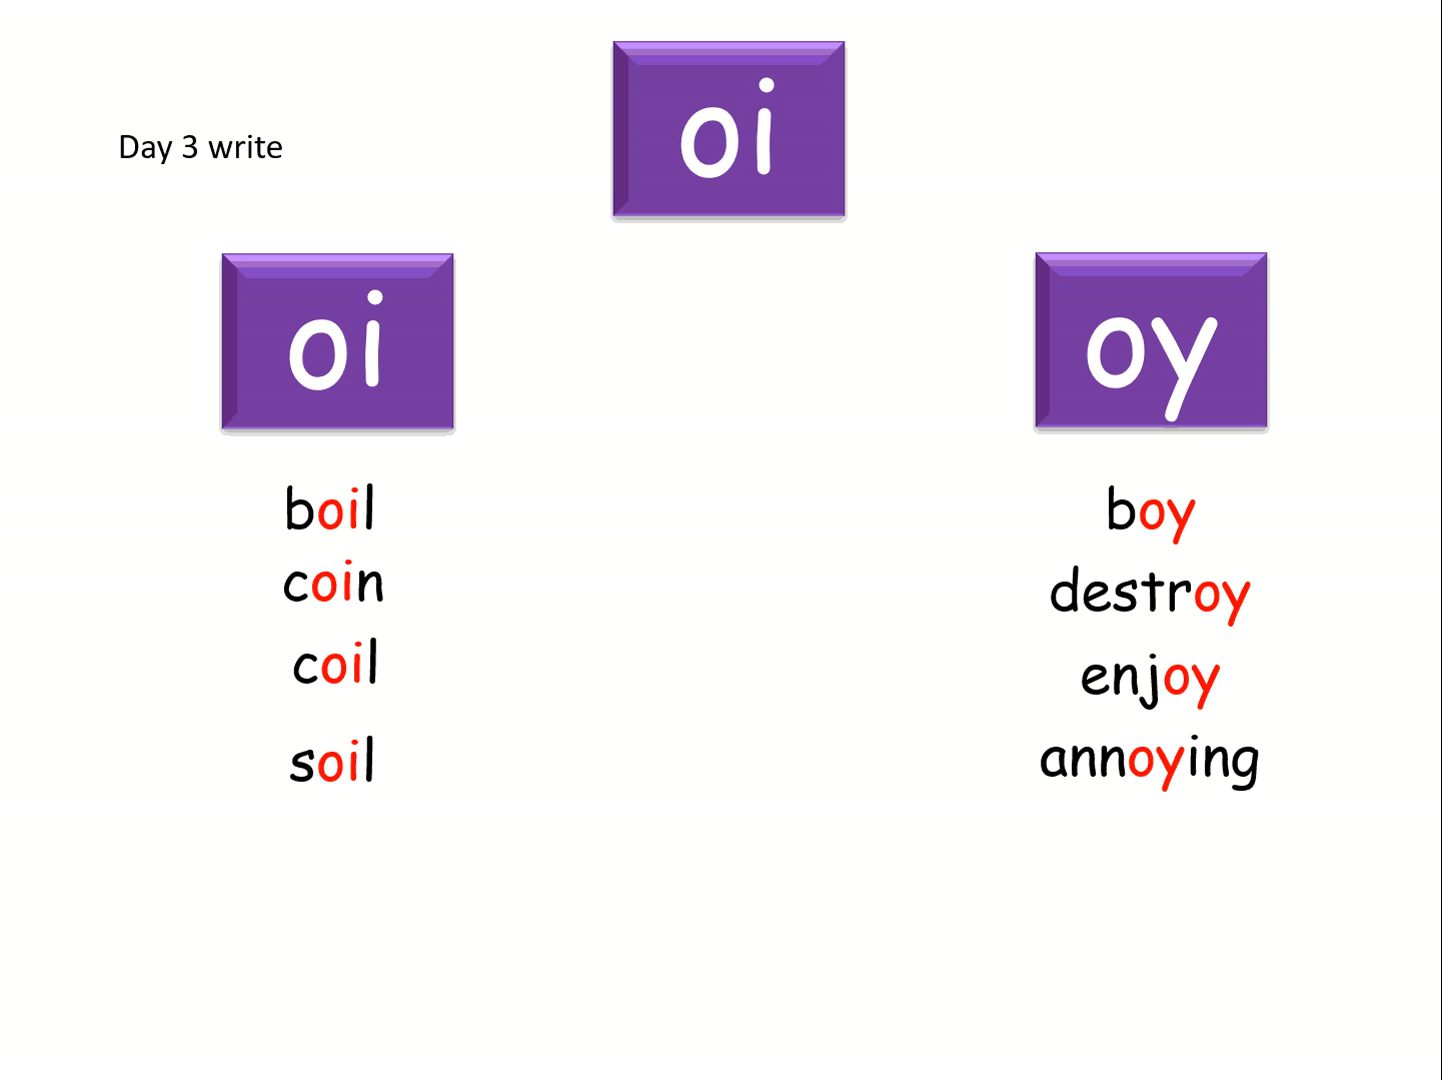 oi
Day 3 write
oi
oy
boil
coin
coil
soil
boy
destroy
enjoy
annoying